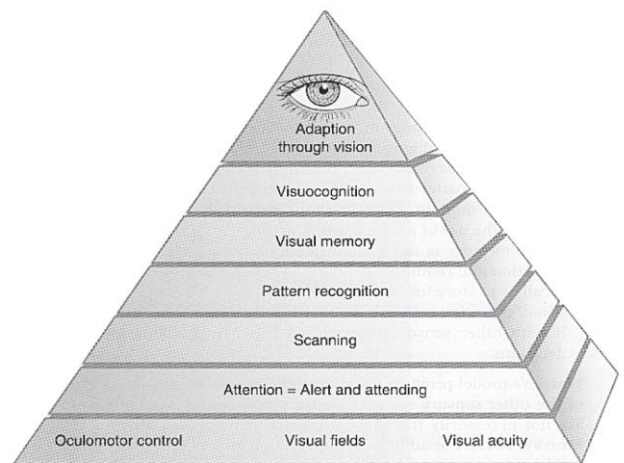 Adaption
through vision
Visuocognition
Visual memory
Pattern recognition
Scanning
Attention = Alert and attending
Oculomotor control Visual fields Visual acuity